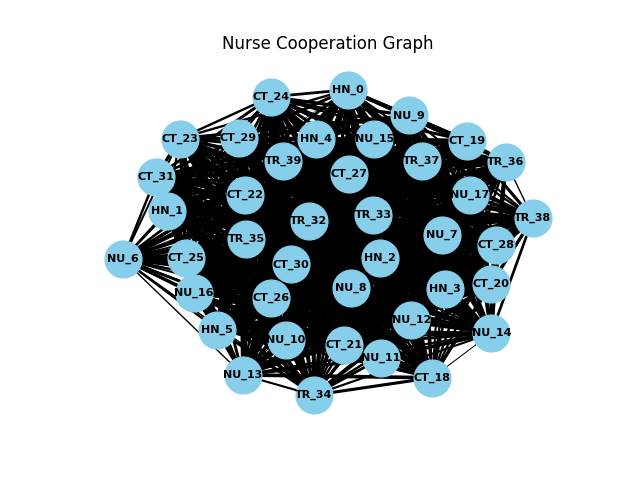 Nurse Cooperation Graph
HN_0
CT_24
NU_9
CT_23
CT_29
HN_4
NU_15
CT_19
TR_39
TR_37
TR_36
CT_31
CT_27
CT_22
NU_17
HN_1
TR_32
TR_33
TR_38
TR_35
NU_7
CT_28
NU_6
CT_25
CT_30
HN_2
NU_16
CT_26
NU_8
HN_3
CT_20
HN_5
NU_10
CT_21
NU_12
NU_14
NU_11
NU_13
CT_18
TR_34